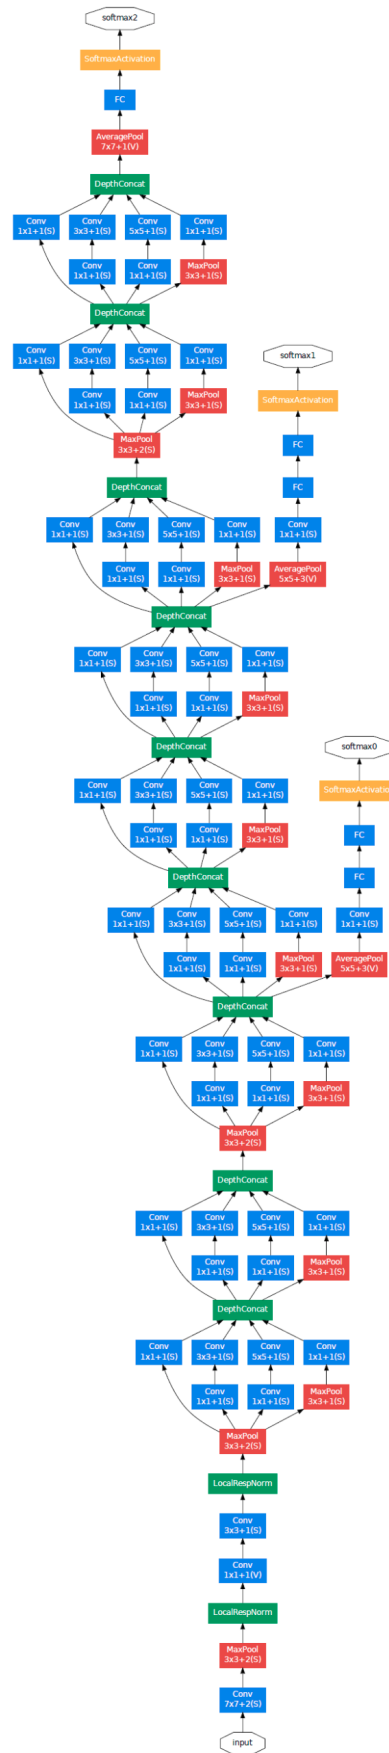 softmax2
SoftmaxActivation
FC
AveragePool
7x7+1(V)
DepthConcat
Conv Conv Conv Conv
1x1+1(S) 3x3+1(S) 5x5+1(S) 1x1+1(S)
Conv Conv MaxPool
1x1+1(S) 1x1+1(S) 3x3+1(S)
DepthConcat
Conv Conv Conv Conv
1x1+1(S) 3x3+1(S) 5x5+1(S) 1x1+1(S)
softmax1
Conv Conv MaxPool
1x1+1(S) 1x1+1(S) 3x3+1(S)
SoftmaxActivation
MaxPool
3x3+2(S)
FC
DepthConcat
FC
Conv Conv Conv Conv Conv
1x1+1(S) 3x3+1(S) 5x5+1(S) 1x1+1(S) 1x1+1(S)
Conv Conv MaxPool AveragePool
1x1+1(S) 1x1+1(S) 3x3+1(S) 5x5+3(V)
DepthConcat
Conv Conv Conv Conv
1x1+1(S) 3x3+1(S) 5x5+1(S) 1x1+1(S)
Conv Conv MaxPool
1x1+1(S) 1x1+1(S) 3x3+1(S)
DepthConcat
softmax0
Conv Conv Conv Conv
1x1+1(S) 3x3+1(S) 5x5+1(S) 1x1+1(S)
SoftmaxActivation
Conv Conv MaxPool
1x1+1(S) 1x1+1(S) 3x3+1(S)
FC
DepthConcat
FC
Conv Conv Conv Conv Conv
1x1+1(S) 3x3+1(S) 5x5+1(S) 1x1+1(S) 1x1+1(S)
Conv Conv MaxPool AveragePool
1x1+1(S) 1x1+1(S) 3x3+1(S) 5x5+3(V)
DepthConcat
Conv Conv Conv Conv
1x1+1(S) 3x3+1(S) 5x5+1(S) 1x1+1(S)
Conv Conv MaxPool
1x1+1(S) 1x1+1(S) 3x3+1(S)
MaxPool
3x3+2(S)
DepthConcat
Conv Conv Conv Conv
1x1+1(S) 3x3+1(S) 5x5+1(S) 1x1+1(S)
Conv Conv MaxPool
1x1+1(S) 1x1+1(S) 3x3+1(S)
DepthConcat
Conv Conv Conv Conv
1x1+1(S) 3x3+1(S) 5x5+1(S) 1x1+1(S)
Conv Conv MaxPool
1x1+1(S) 1x1+1(S) 3x3+1(S)
MaxPool
3x3+2(S)
LocalRespNorm
Conv
3x3+1(S)
Conv
1x1+1(V)
LocalRespNorm
MaxPool
3x3+2(S)
Conv
7x7+2(S)
input